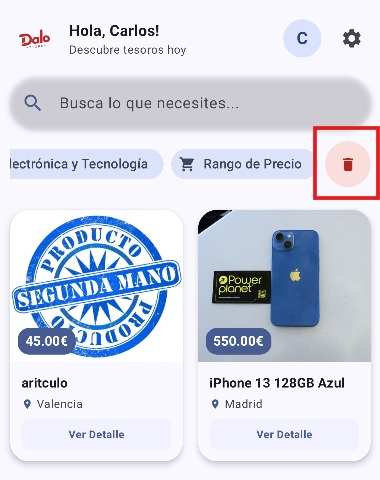 Dalo
Hola, Carlos!
Descubre tesoros hoy
C
Busca lo que necesites...
lectrónica y Tecnología
Rango de Precio
PRODUCTO
SEGUNDA MANO
PRODUCTO
45.00€
Power
planet
550.00€
aritculo
Valencia
Ver Detalle
iPhone 13 128GB Azul
Madrid
Ver Detalle